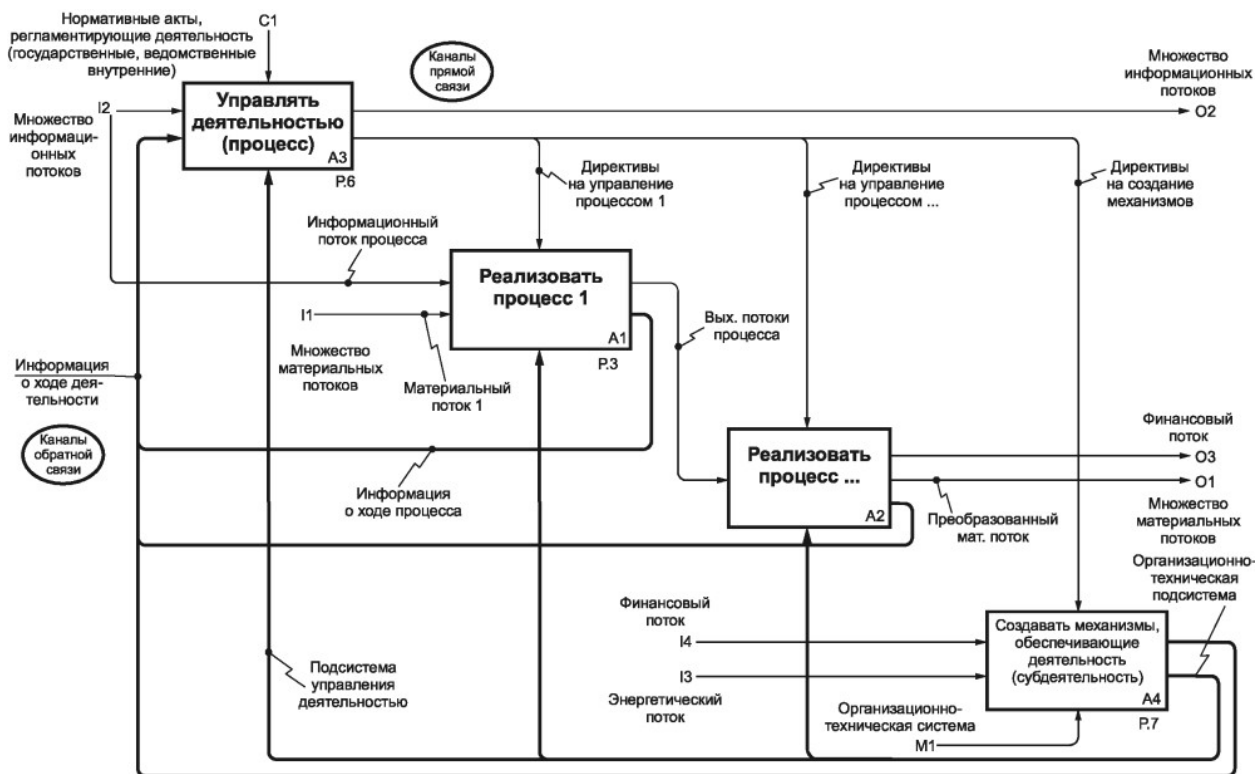 Нормативные акты,
регламентирующие деятельность
(государственные, ведомственные
внутренние)
C1
Каналы
прямой
связи
Множество
информационных
потоков
O2
I2
Множество
информаци-
онных
потоков
Управлять
деятельностью
(процесс)
A3
P.6
Директивы
на управление
процессом 1
Директивы
на управление
процессом ...
Директивы
на создание
механизмов
Информационный
поток процесса
Реализовать
процесс 1
A1
P.3
I1
Множество
материальных
потоков
Материальный
поток 1
Вых. потоки
процесса
Информация
о ходе дея-
тельности
Каналы
обратной
связи
Информация
о ходе процесса
Реализовать
процесс ...
A2
Финансовый
поток
O3
O1
Преобразованный
мат. поток
Множество
материальных
потоков
Организационно-
техническая
подсистема
Финансовый
поток
I4
I3
Энергетический
поток
Создавать механизмы,
обеспечивающие
деятельность
(субдеятельность)
A4
P.7
Подсистема
управления
деятельностью
Организационно-
техническая система
M1